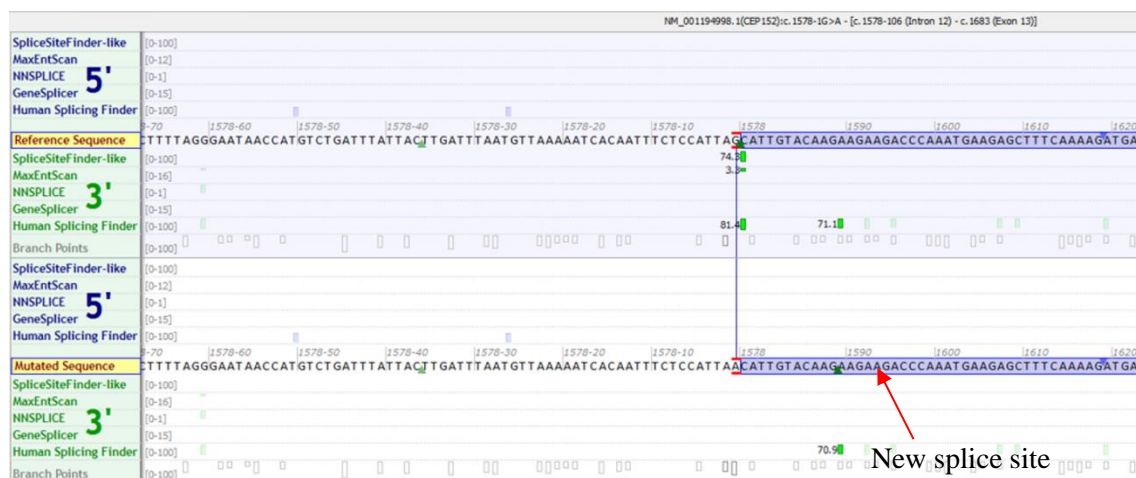 NM_001194998.1(CEP152):c.1578-1G>A - [c.1578-106 (Intron 12) - c.1683 (Exon 13)]
SpliceSiteFinder-like [0-100]
MaxEntScan [0-12]
NNSPLICE [0-1]
5'
GeneSplicer [0-15]
Human Splicing Finder [0-100]
-70 1578-60 1578-50 1578-40 1578-30 1578-20 1578-10 1578 1590 1600 1610 1620
Reference Sequence CTTTTAGGGAATAACCATGTCTGATTTATTACTTGATTTAATGTTAAAAATCACAATTTCTCCATTAGCATTGTACAAGAAGAAGACCCAAATGAAGAGCTTTCAAAAGATGA
SpliceSiteFinder-like [0-100] 74.3
MaxEntScan [0-16] 3.3
NNSPLICE [0-1]
3'
GeneSplicer [0-15]
Human Splicing Finder [0-100] 81.4 71.1
Branch Points [0-100]
SpliceSiteFinder-like [0-100]
MaxEntScan [0-12]
NNSPLICE [0-1]
5'
GeneSplicer [0-15]
Human Splicing Finder [0-100]
-70 1578-60 1578-50 1578-40 1578-30 1578-20 1578-10 1578 1590 1600 1610 1620
Mutated Sequence CTTTTAGGGAATAACCATGTCTGATTTATTACTTGATTTAATGTTAAAAATCACAATTTCTCCATTAACATTGTACAAGAAGAAGACCCAAATGAAGAGCTTTCAAAAGATGA
SpliceSiteFinder-like [0-100]
MaxEntScan [0-16]
NNSPLICE [0-1]
3'
GeneSplicer [0-15]
Human Splicing Finder [0-100] 70.9
New splice site
Branch Points [0-100]